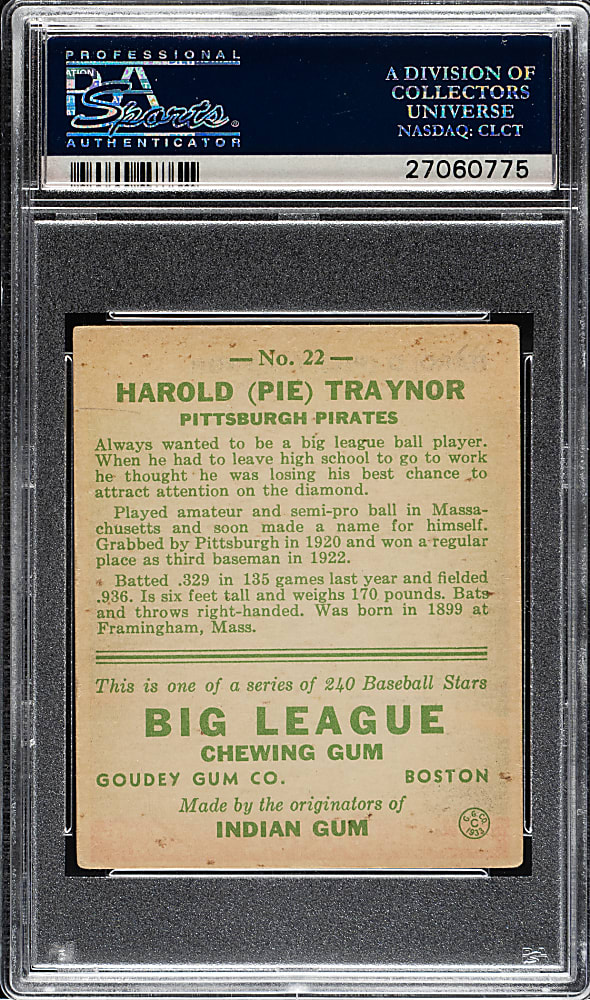 PROFESSIONAL
PSA
Sports®
AUTHENTICATOR
A DIVISION OF
COLLECTORS
UNIVERSE
NASDAQ: CLCT
27060775
— No. 22 —
HAROLD (PIE) TRAYNOR
PITTSBURGH PIRATES
Always wanted to be a big league ball player.
When he had to leave high school to go to work
he thought he was losing his best chance to
attract attention on the diamond.
Played amateur and semi-pro ball in Massa-
chusetts and soon made a name for himself.
Grabbed by Pittsburgh in 1920 and won a regular
place as third baseman in 1922.
Batted .329 in 135 games last year and fielded
.936. Is six feet tall and weighs 170 pounds. Bats
and throws right-handed. Was born in 1899 at
Framingham, Mass.
This is one of a series of 240 Baseball Stars
BIG LEAGUE
CHEWING GUM
GOUDEY GUM CO. BOSTON
Made by the originators of
INDIAN GUM
G. G. CO.
C
1933